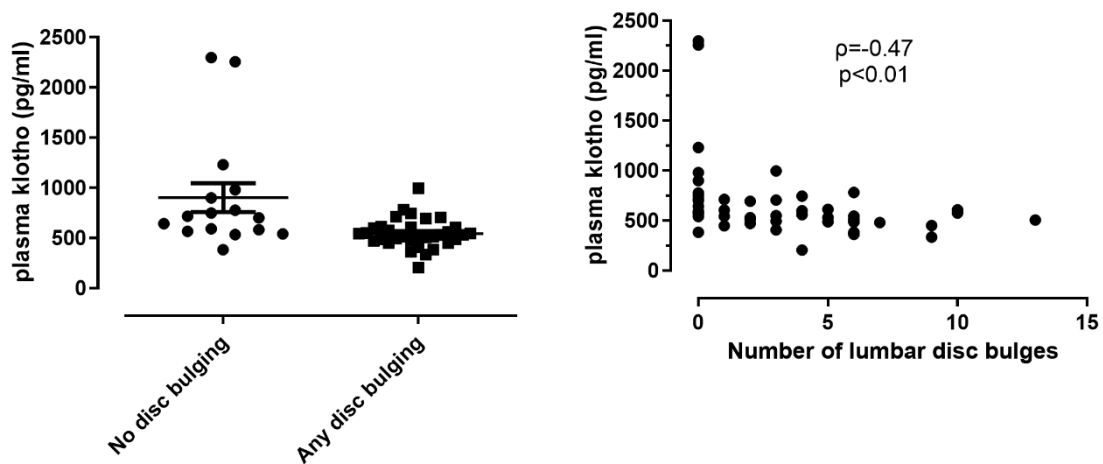 plasma klotho (pg/ml)
2500
2000
1500
1000
500
0
No disc bulging
Any disc bulging
plasma klotho (pg/ml)
2500
2000
1500
1000
500
0
ρ=-0.47
p<0.01
0 5 10 15
Number of lumbar disc bulges